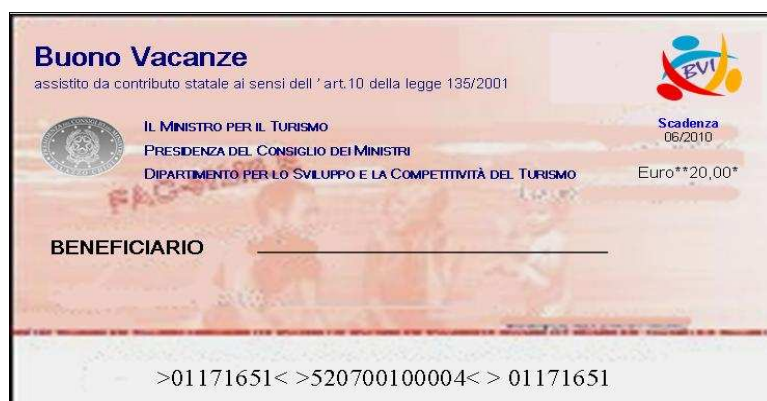 Buono Vacanze
assistito da contributo statale ai sensi dell ' art.10 della legge 135/2001
BVI
IL MINISTRO PER IL TURISMO
PRESIDENZA DEL CONSIGLIO DEI MINISTRI
DIPARTIMENTO PER LO SVILUPPO E LA COMPETITIVITÀ DEL TURISMO
Scadenza
06/2010
Euro**20,00*
FAC-SIMILE
BENEFICIARIO
>01171651< >520700100004< > 01171651